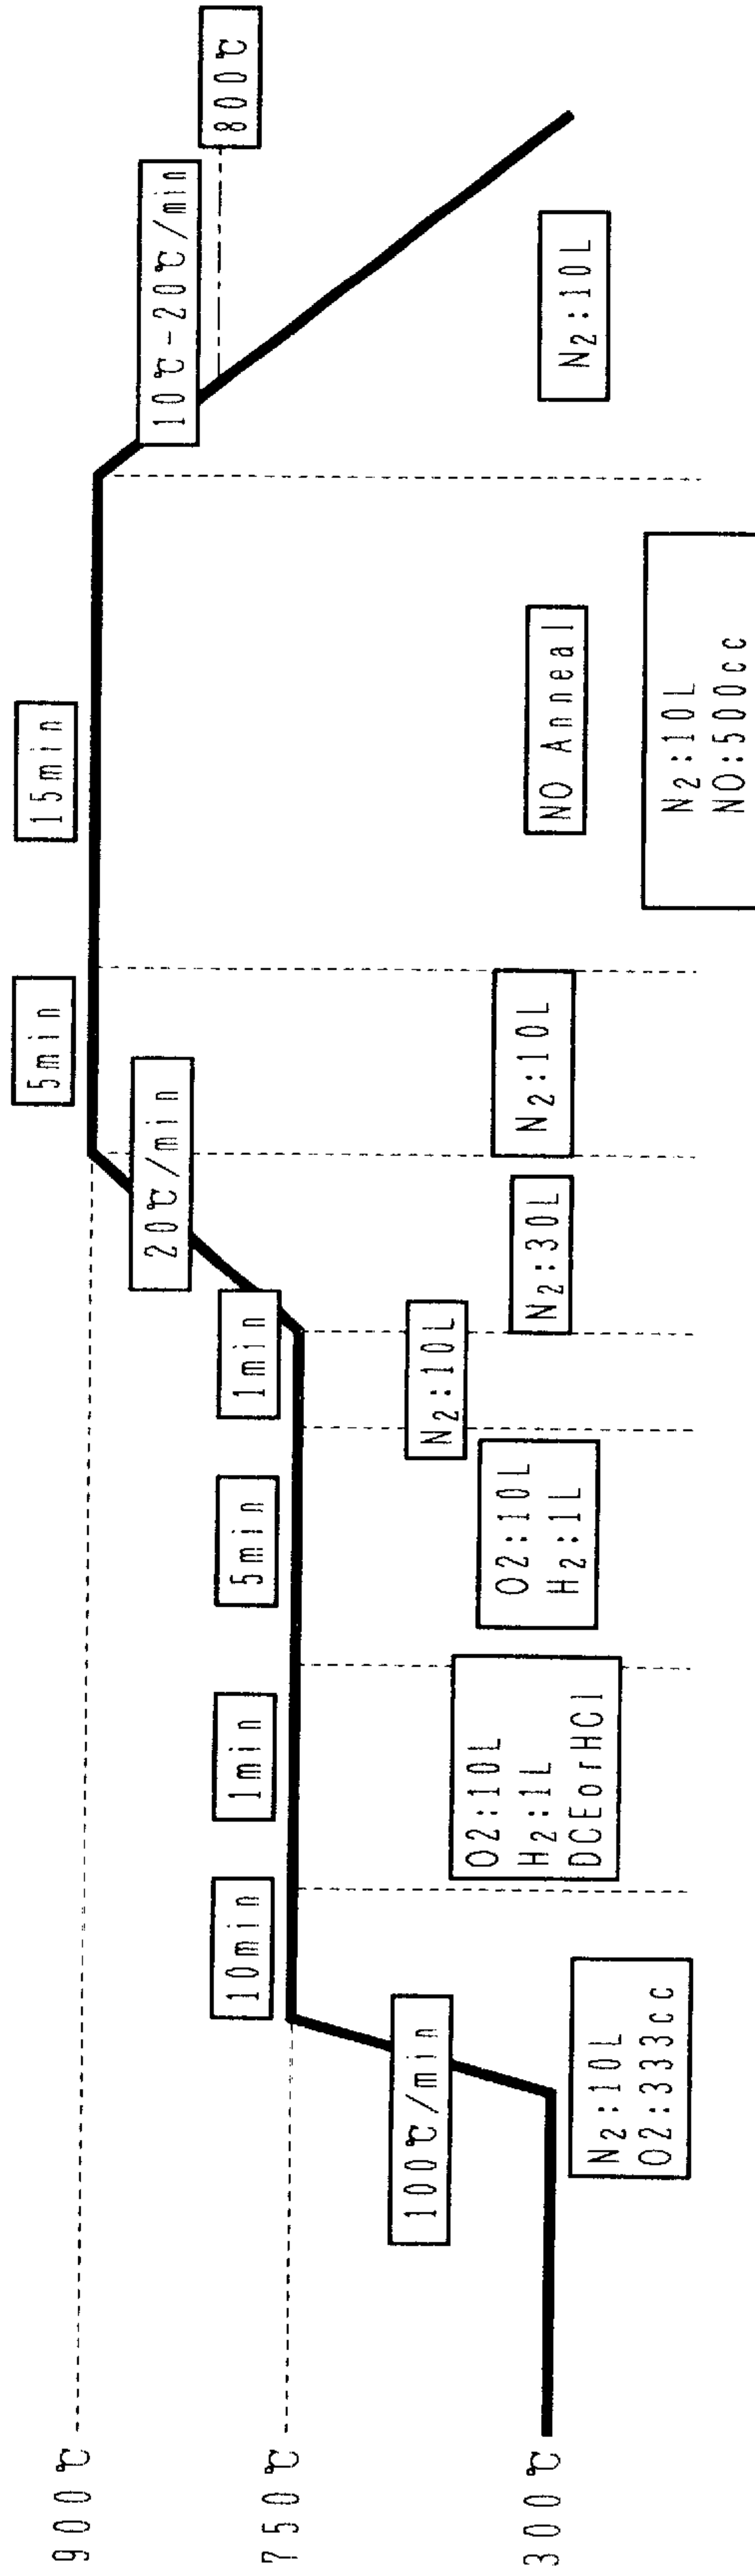 900℃
750℃
300℃
100℃/min
10min
1min
5min
1min
20℃/min
5min
15min
10℃-20℃/min
800℃
N2:10L
O2:333cc
O2:10L
H2:1L
DCEorHCl
O2:10L
H2:1L
N2:10L
N2:30L
N2:10L
NO Anneal
N2:10L
NO:500cc
N2:10L